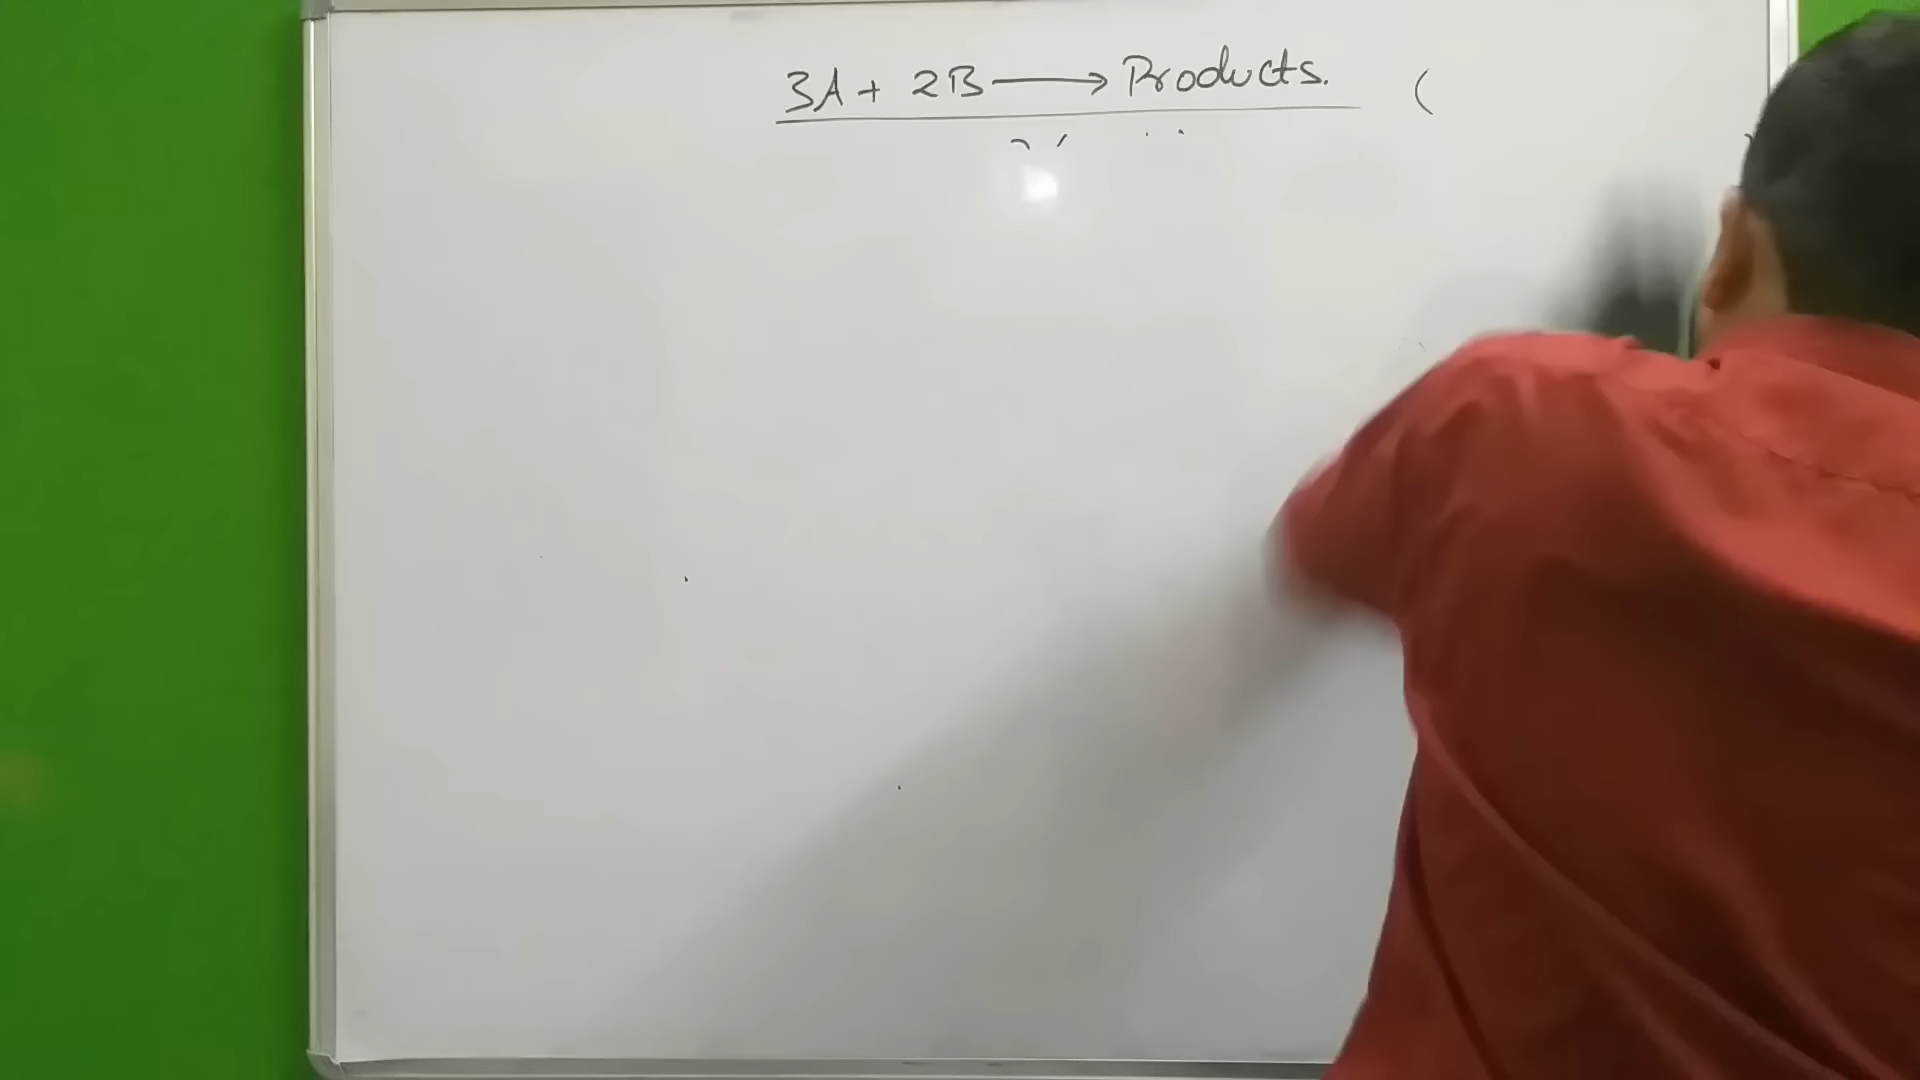 3A + 2B ⟶ Products. (